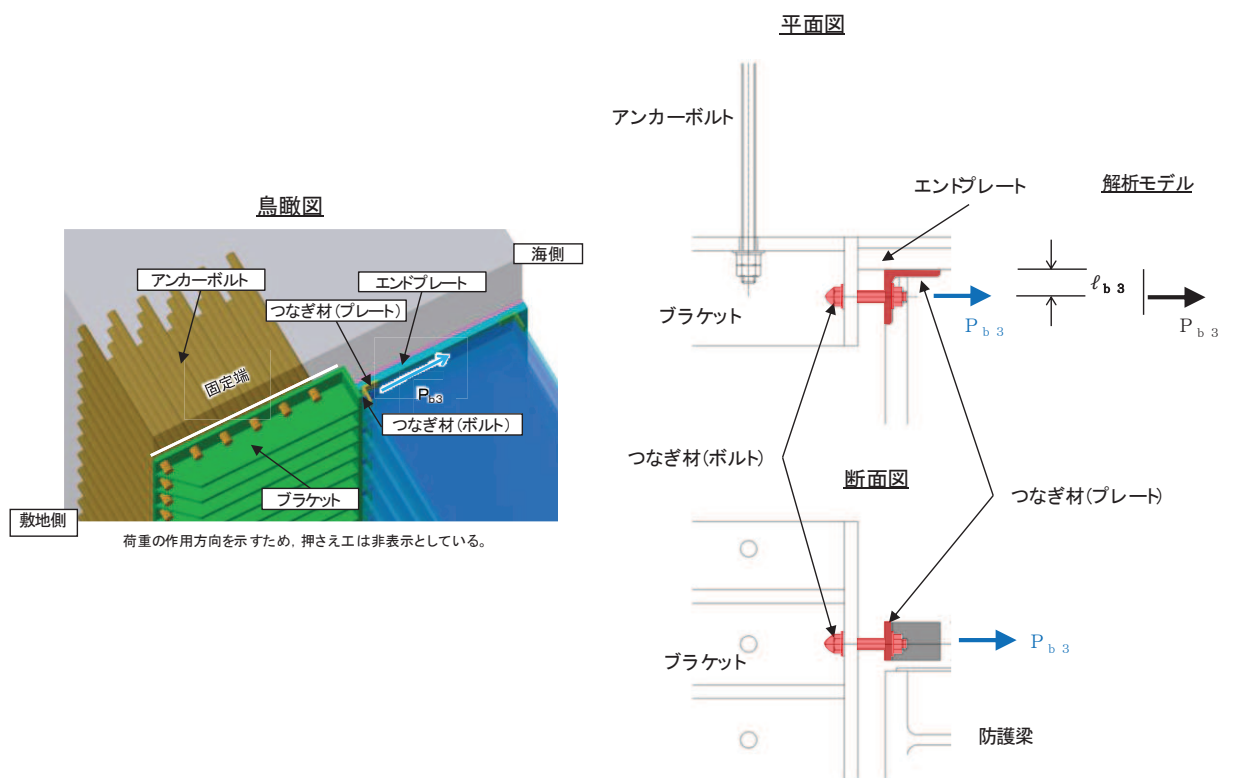 鳥瞰図
海側
アンカーボルト
エンドプレート
つなぎ材(プレート)
固定端
Pb3
つなぎ材(ボルト)
ブラケット
敷地側
荷重の作用方向を示すため，押さえ工は非表示としている。
平面図
アンカーボルト
エンドプレート
解析モデル
ℓb3
ブラケット
Pb3
Pb3
つなぎ材(ボルト)
断面図
つなぎ材(プレート)
Pb3
ブラケット
防護梁